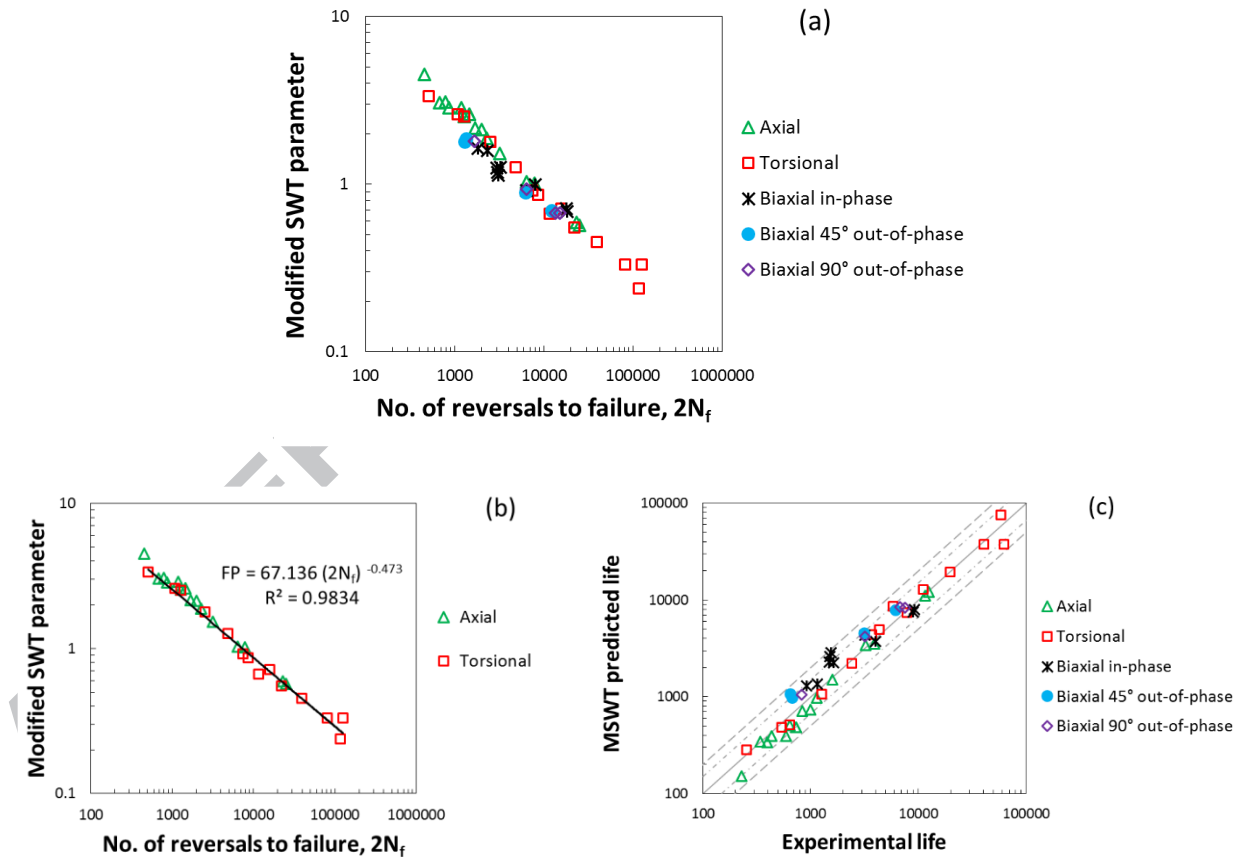 (a)
10
1
0.1
Modified SWT parameter
100 1000 10000 100000 1000000
No. of reversals to failure, 2Nf
Axial
Torsional
Biaxial in-phase
Biaxial 45° out-of-phase
Biaxial 90° out-of-phase
(b)
10
1
0.1
Modified SWT parameter
FP = 67.136 (2Nf) -0.473
R² = 0.9834
100 1000 10000 100000 1000000
No. of reversals to failure, 2Nf
Axial
Torsional
(c)
100000
10000
1000
100
MSWT predicted life
100 1000 10000 100000
Experimental life
Axial
Torsional
Biaxial in-phase
Biaxial 45° out-of-phase
Biaxial 90° out-of-phase